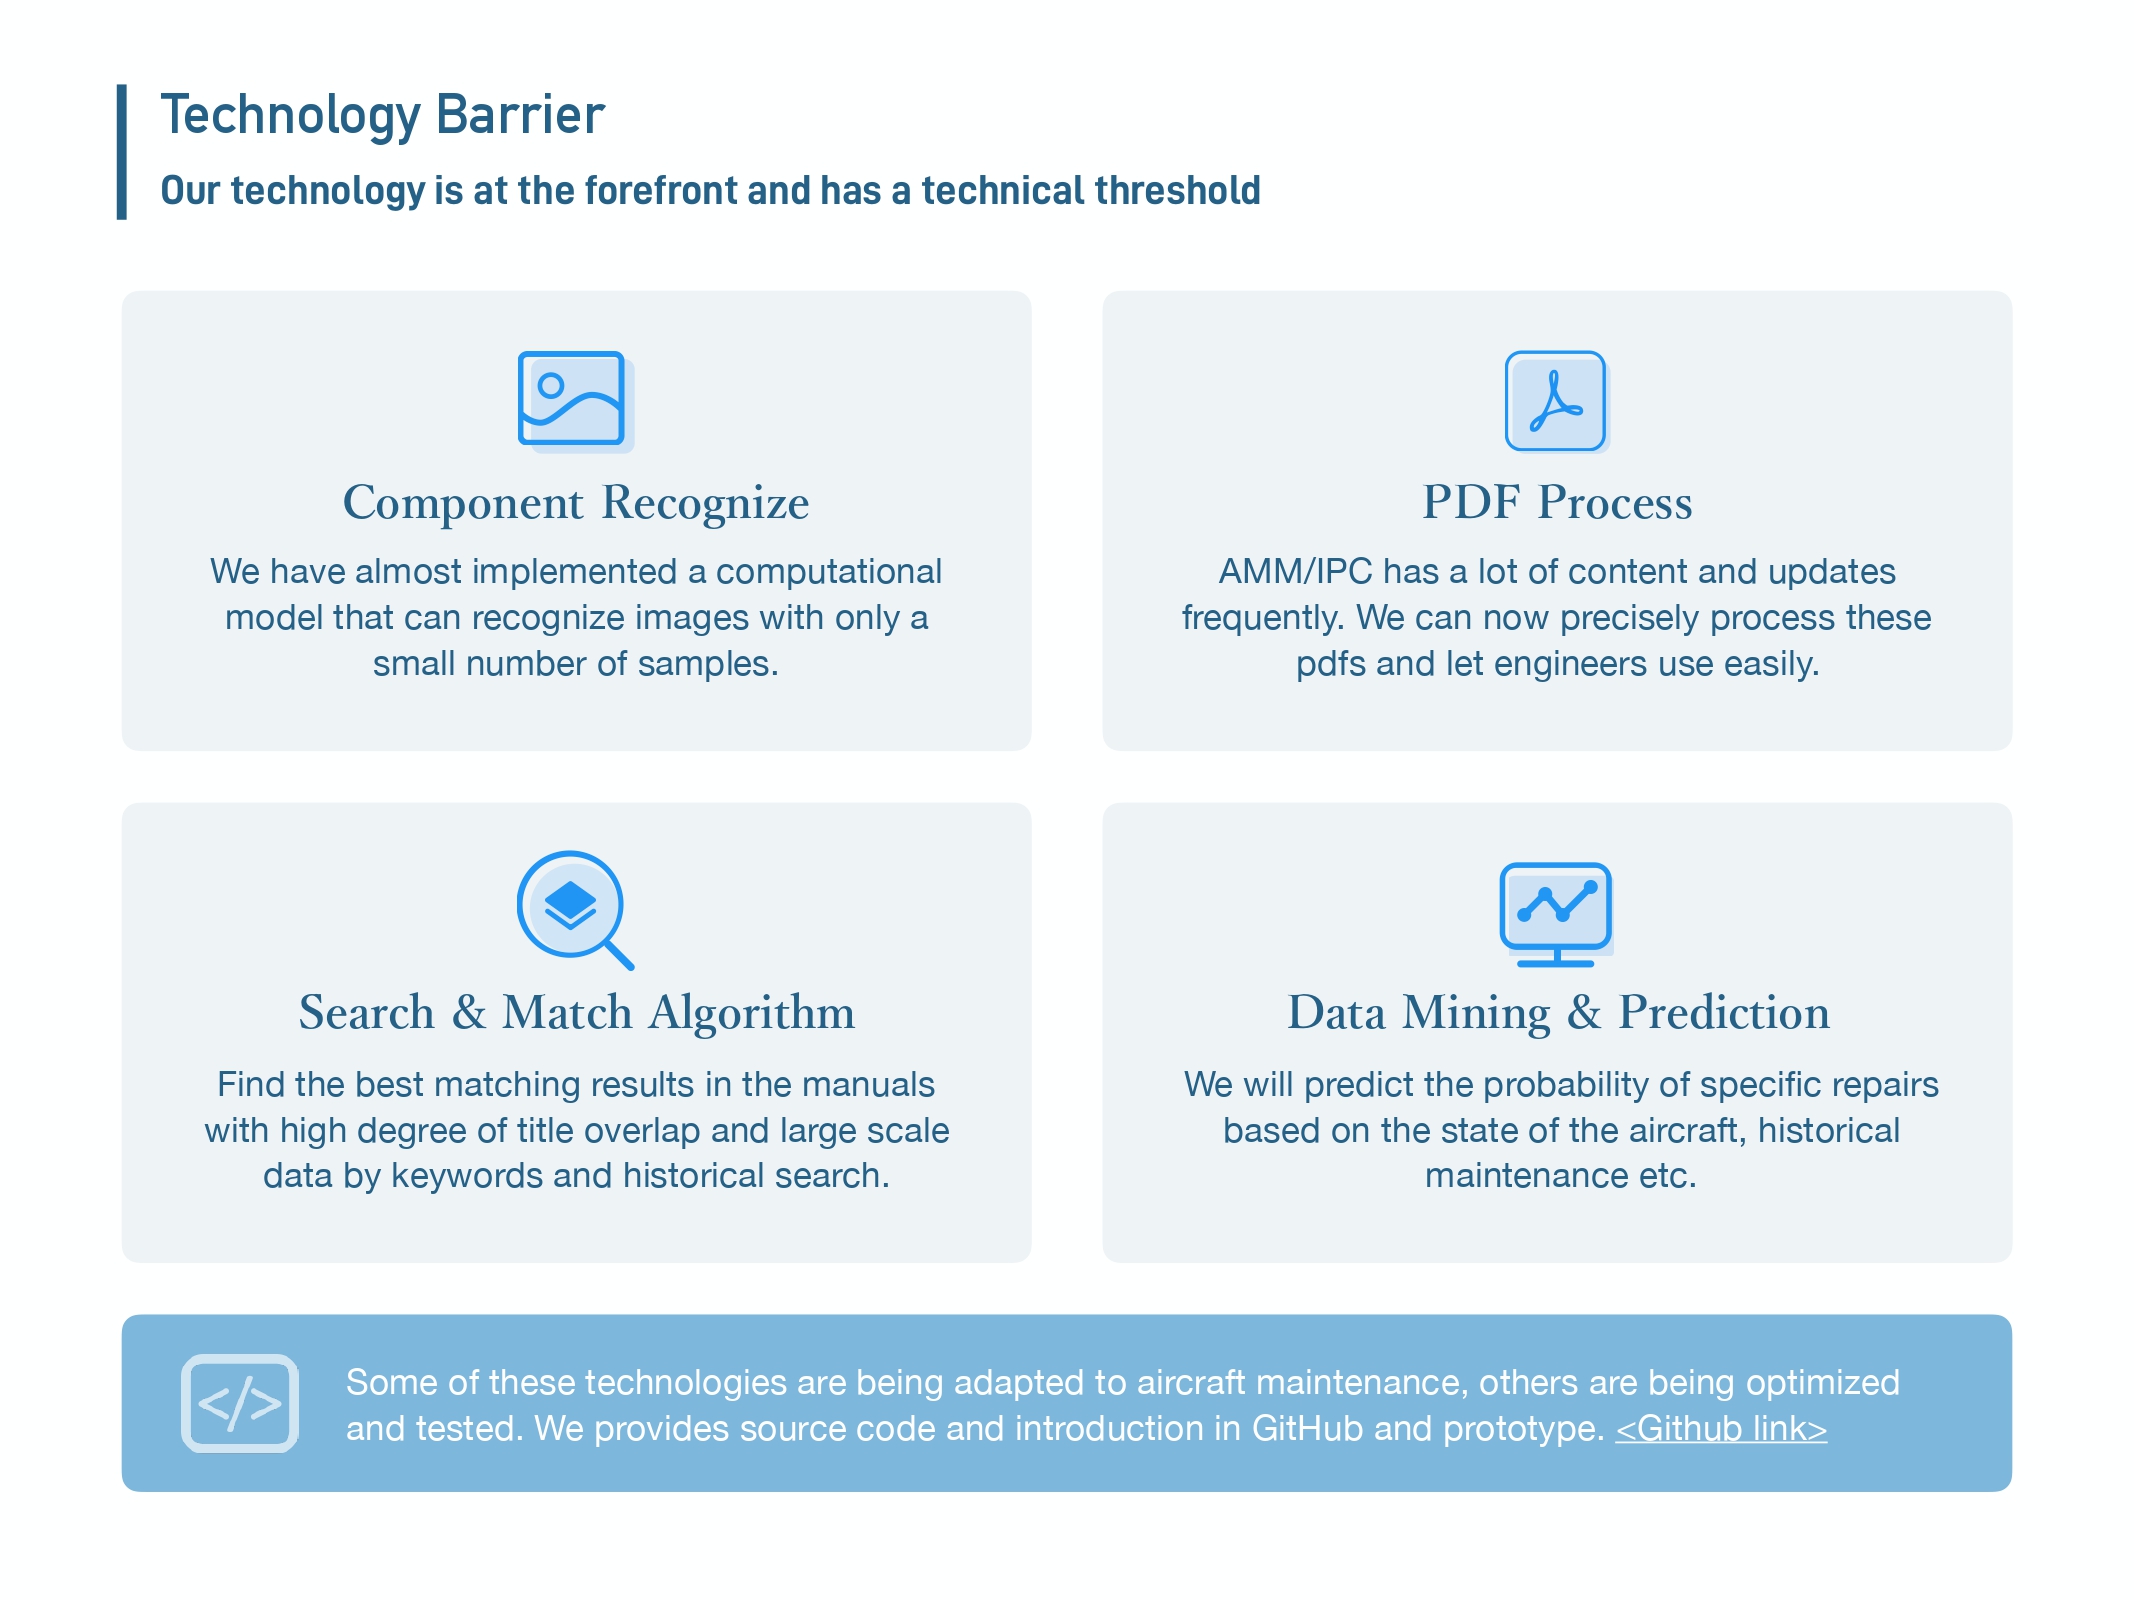 Technology Barrier
Our technology is at the forefront and has a technical threshold
Component Recognize
We have almost implemented a computational
model that can recognize images with only a
small number of samples.
PDF Process
AMM/IPC has a lot of content and updates
frequently. We can now precisely process these
pdfs and let engineers use easily.
Search & Match Algorithm
Find the best matching results in the manuals
with high degree of title overlap and large scale
data by keywords and historical search.
Data Mining & Prediction
We will predict the probability of specific repairs
based on the state of the aircraft, historical
maintenance etc.
</>
Some of these technologies are being adapted to aircraft maintenance, others are being optimized
and tested. We provides source code and introduction in GitHub and prototype. <Github link>